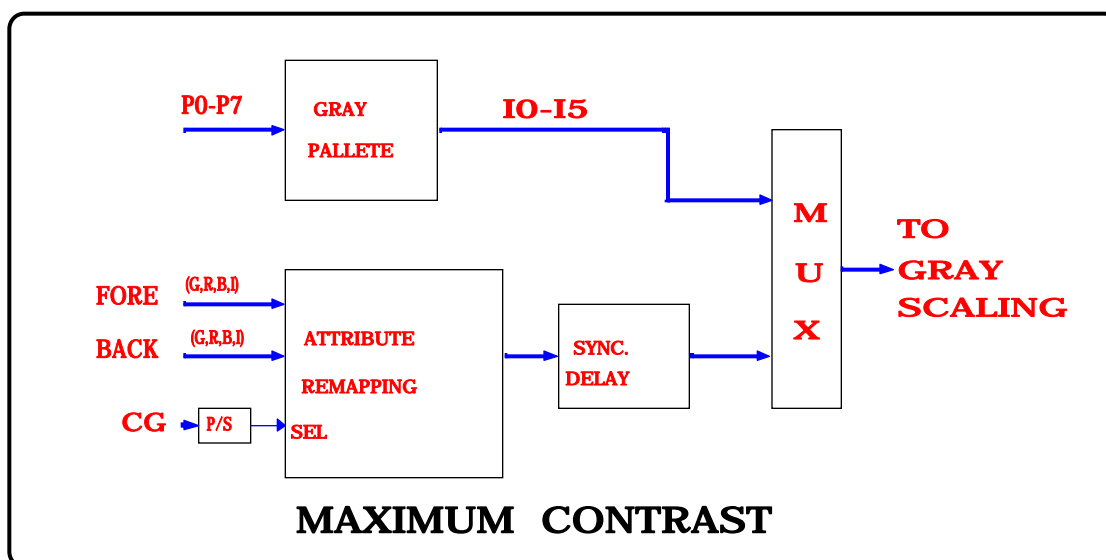 P0-P7
GRAY
PALLETE
I0-I5
M
U
X
TO
GRAY
SCALING
FORE
(G,R,B,I)
BACK
(G,R,B,I)
CG
P/S
ATTRIBUTE
REMAPPING
SEL
SYNC.
DELAY
MAXIMUM CONTRAST